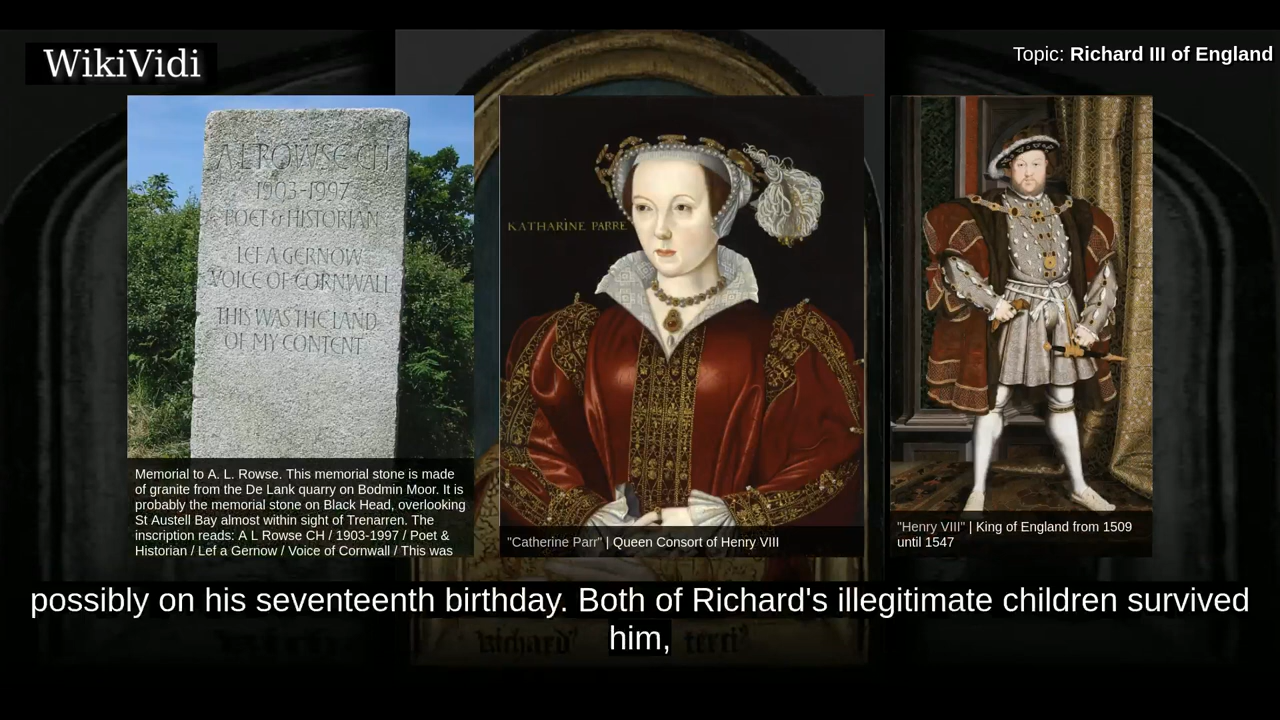 WikiVidi
Topic: Richard III of England
A L ROWSE CH
1903-1997
POET & HISTORIAN
LEF A GERNOW
VOICE OF CORNWALL
THIS WAS THE LAND
OF MY CONTENT
KATHARINE PARRE
Memorial to A. L. Rowse. This memorial stone is made
of granite from the De Lank quarry on Bodmin Moor. It is
probably the memorial stone on Black Head, overlooking
St Austell Bay almost within sight of Trenarren. The
inscription reads: A L Rowse CH / 1903-1997 / Poet &
Historian / Lef a Gernow / Voice of Cornwall / This was
"Catherine Parr" | Queen Consort of Henry VIII
"Henry VIII" | King of England from 1509
until 1547
possibly on his seventeenth birthday. Both of Richard's illegitimate children survived
him,